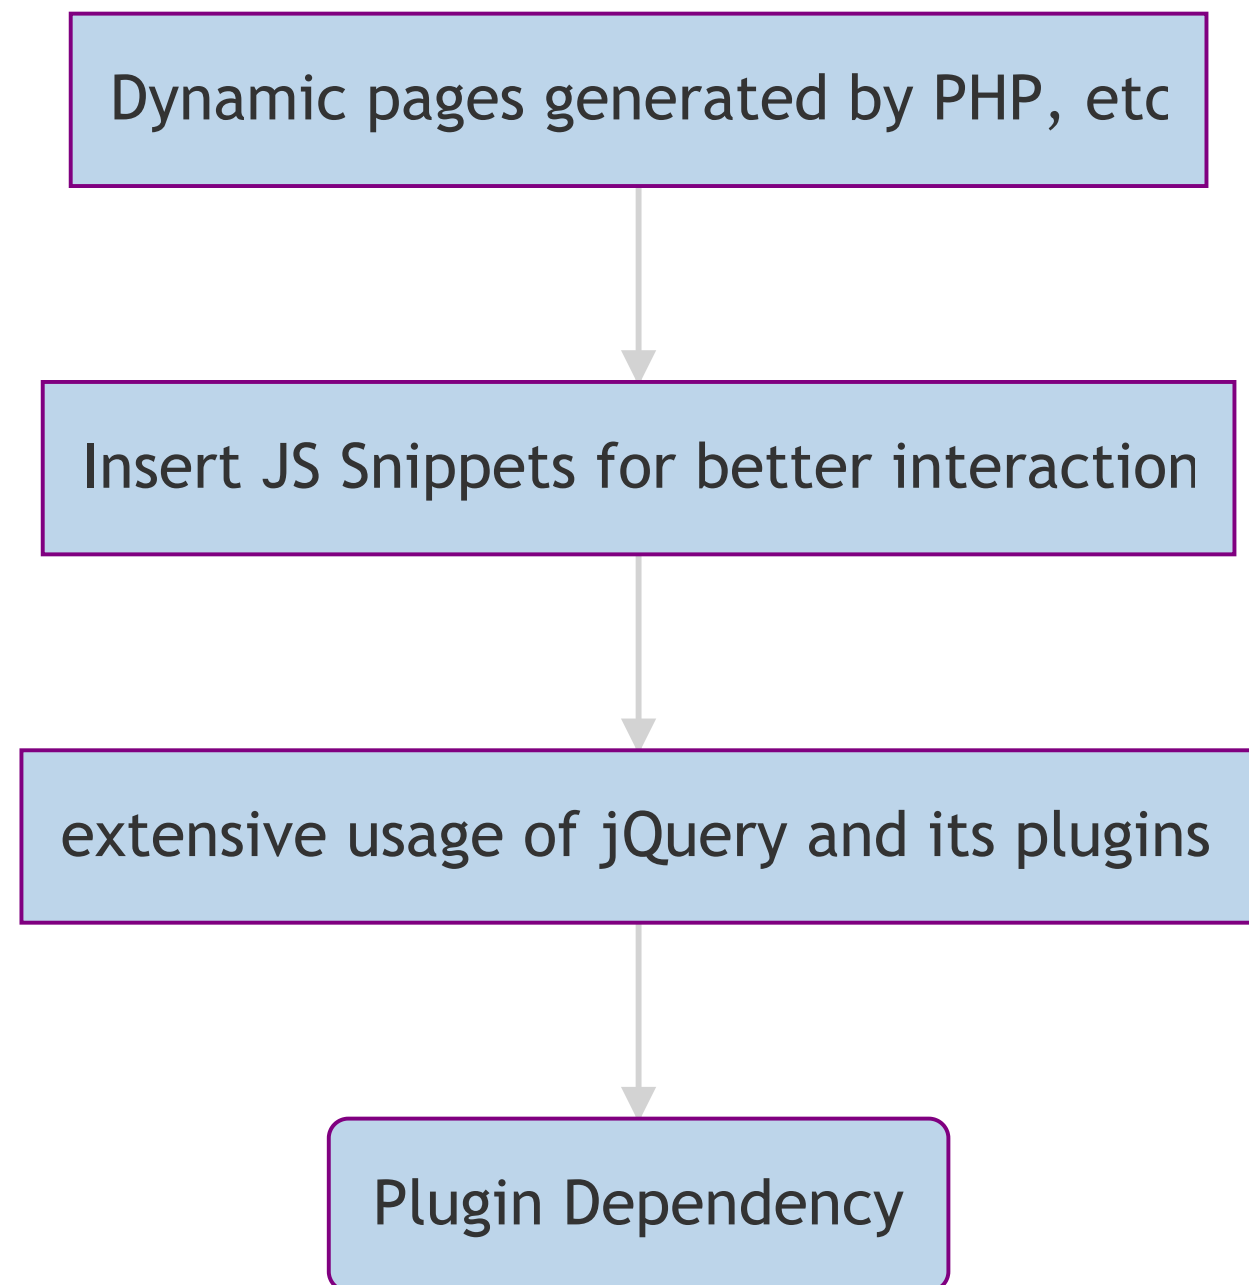 Dynamic pages generated by PHP, etc
Insert JS Snippets for better interaction
extensive usage of jQuery and its plugins
Plugin Dependency